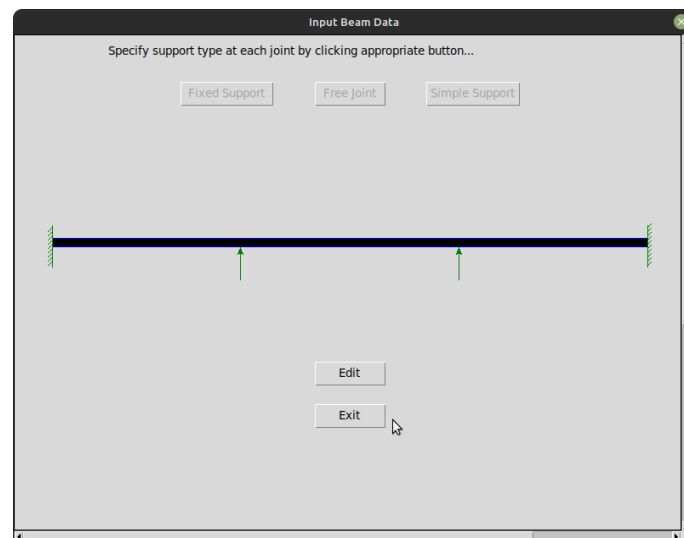 Input Beam Data
Specify support type at each joint by clicking appropriate button...
Fixed Support Free Joint Simple Support
Edit
Exit